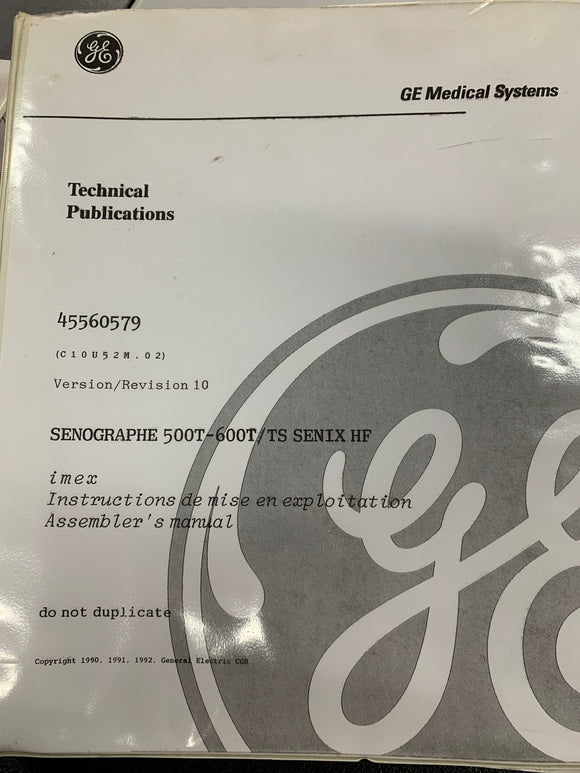 GE
GE Medical Systems
Technical
Publications
45560579
(C10U52M.02)
Version/Revision 10
SENOGRAPHE 500T-600T/TS SENIX HF
imex
Instructions de mise en exploitation
Assembler's manual
do not duplicate
Copyright 1990, 1991, 1992, General Electric CGR
GE